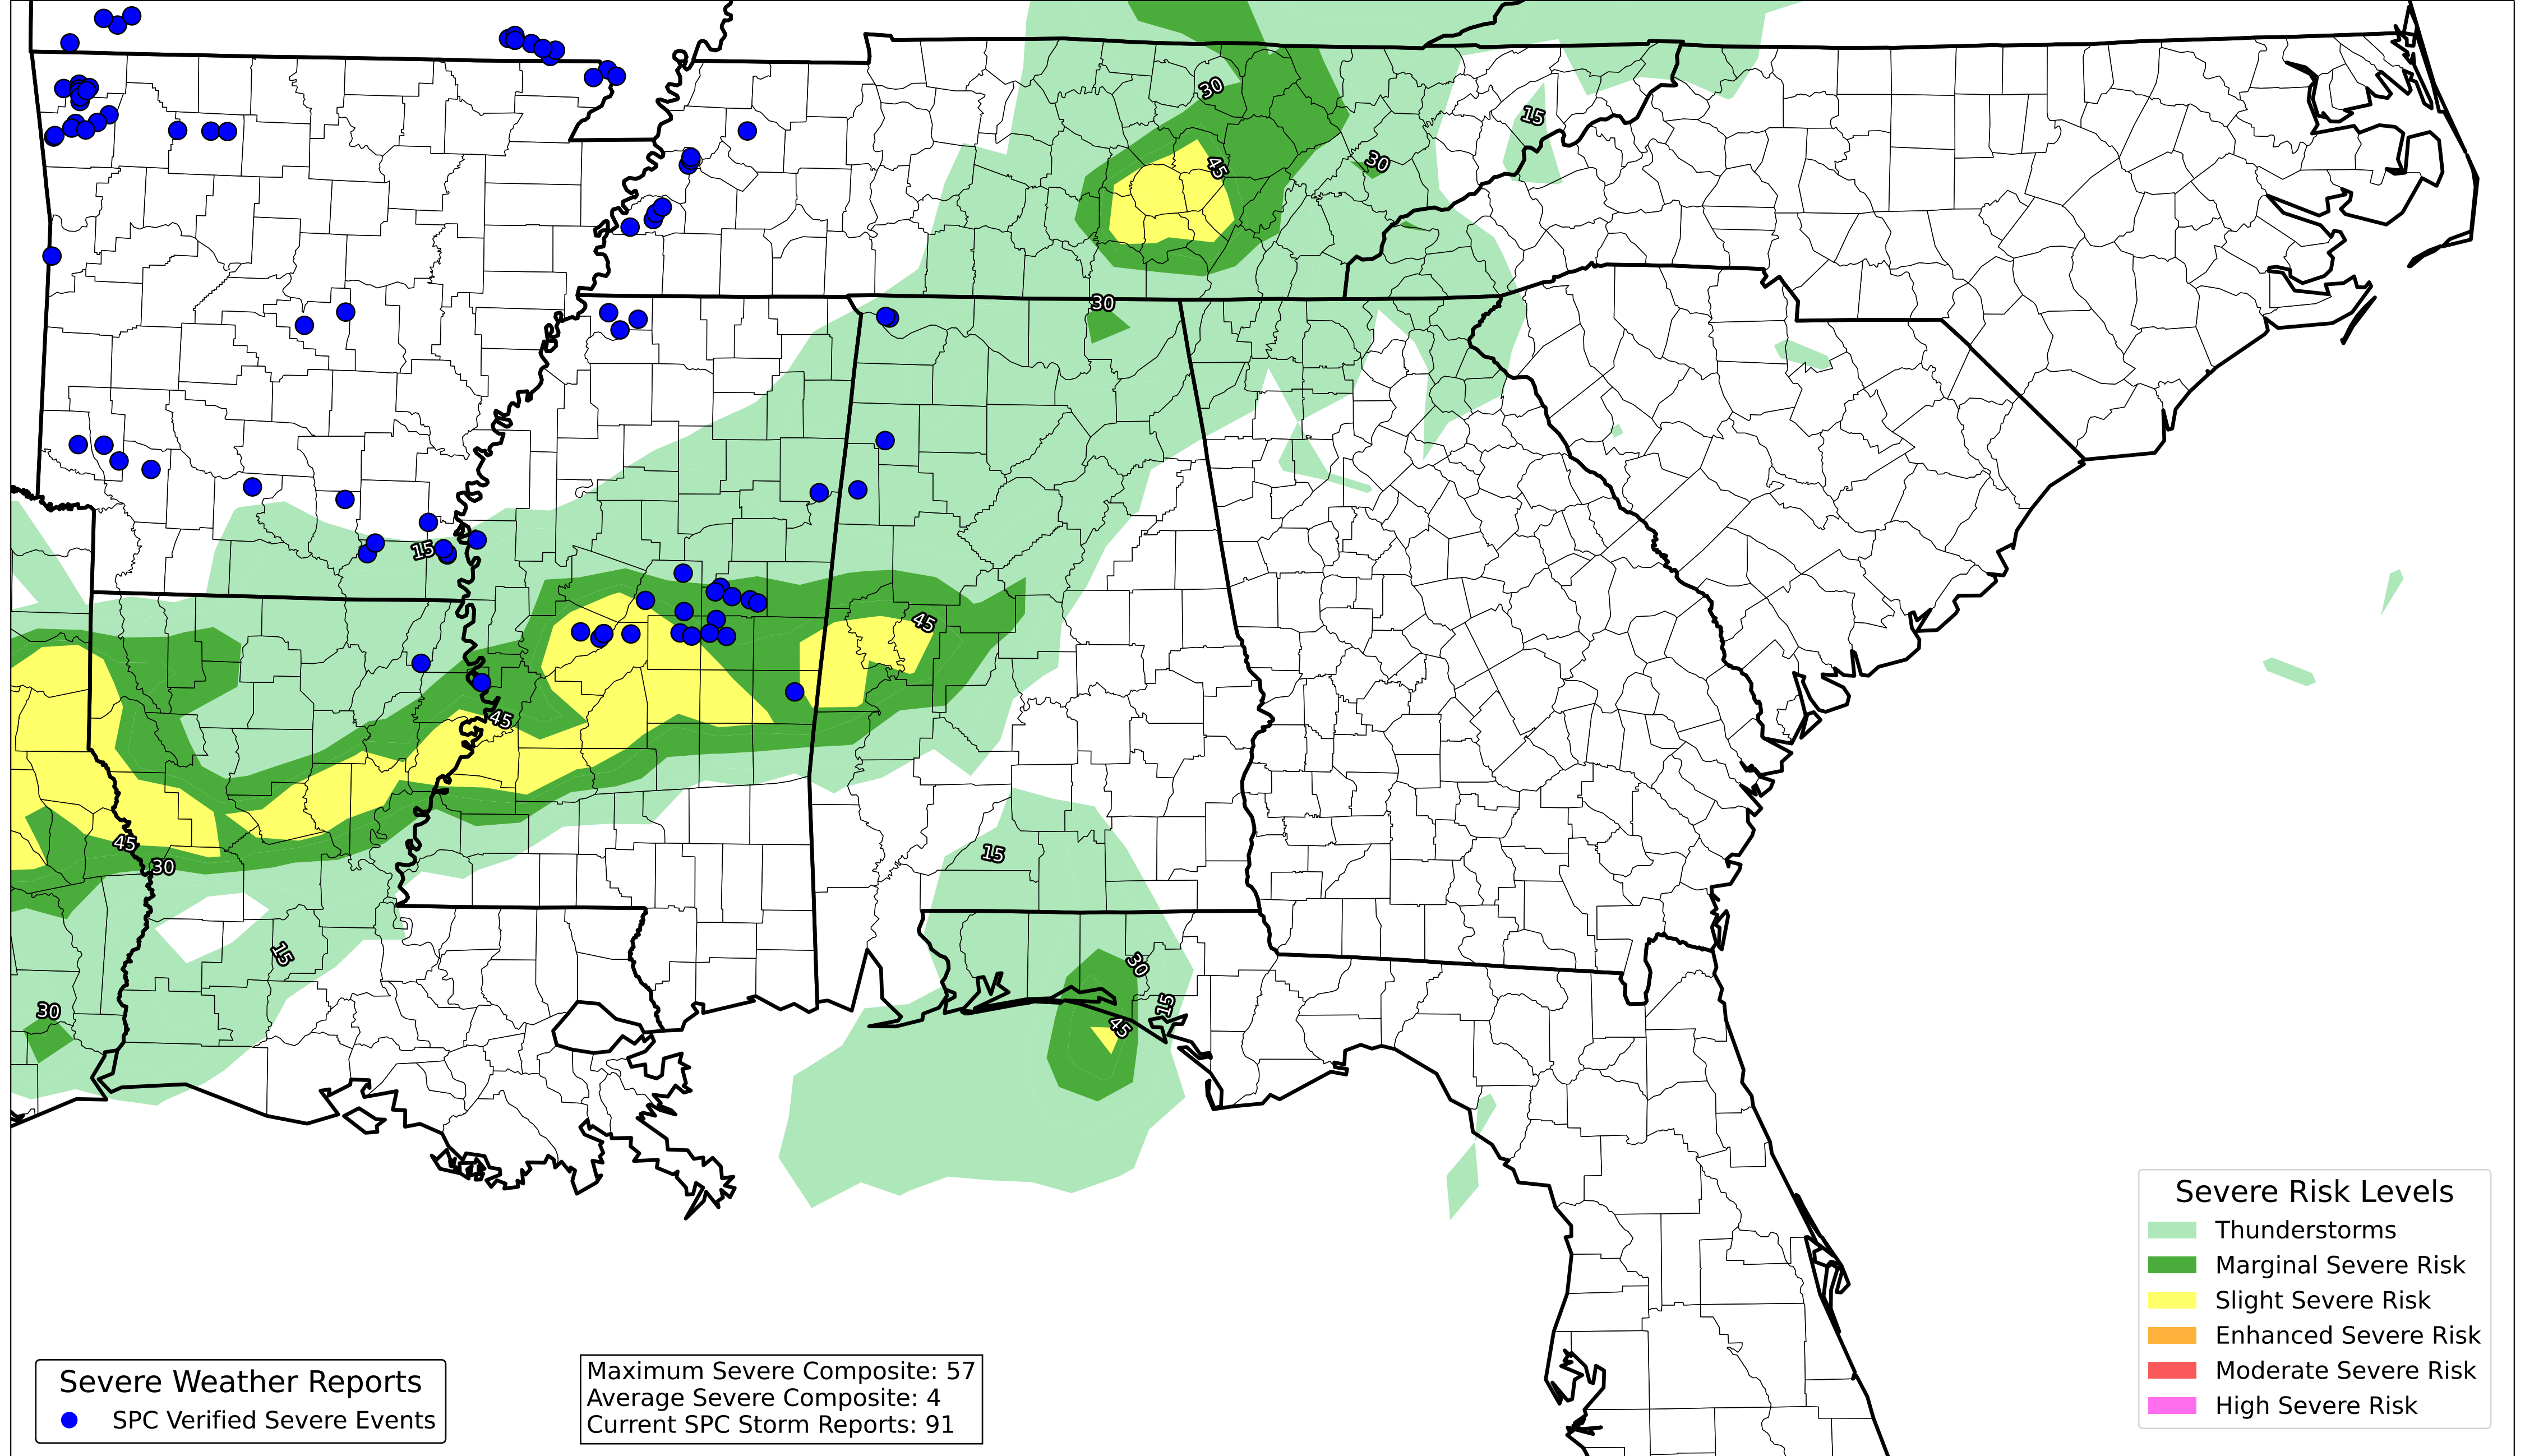 30
15
45
30
30
15
45
45
45
30
15
15
30
15
30
45
Severe Risk Levels
Thunderstorms
Marginal Severe Risk
Slight Severe Risk
Enhanced Severe Risk
Moderate Severe Risk
High Severe Risk
Severe Weather Reports
SPC Verified Severe Events
Maximum Severe Composite: 57
Average Severe Composite: 4
Current SPC Storm Reports: 91